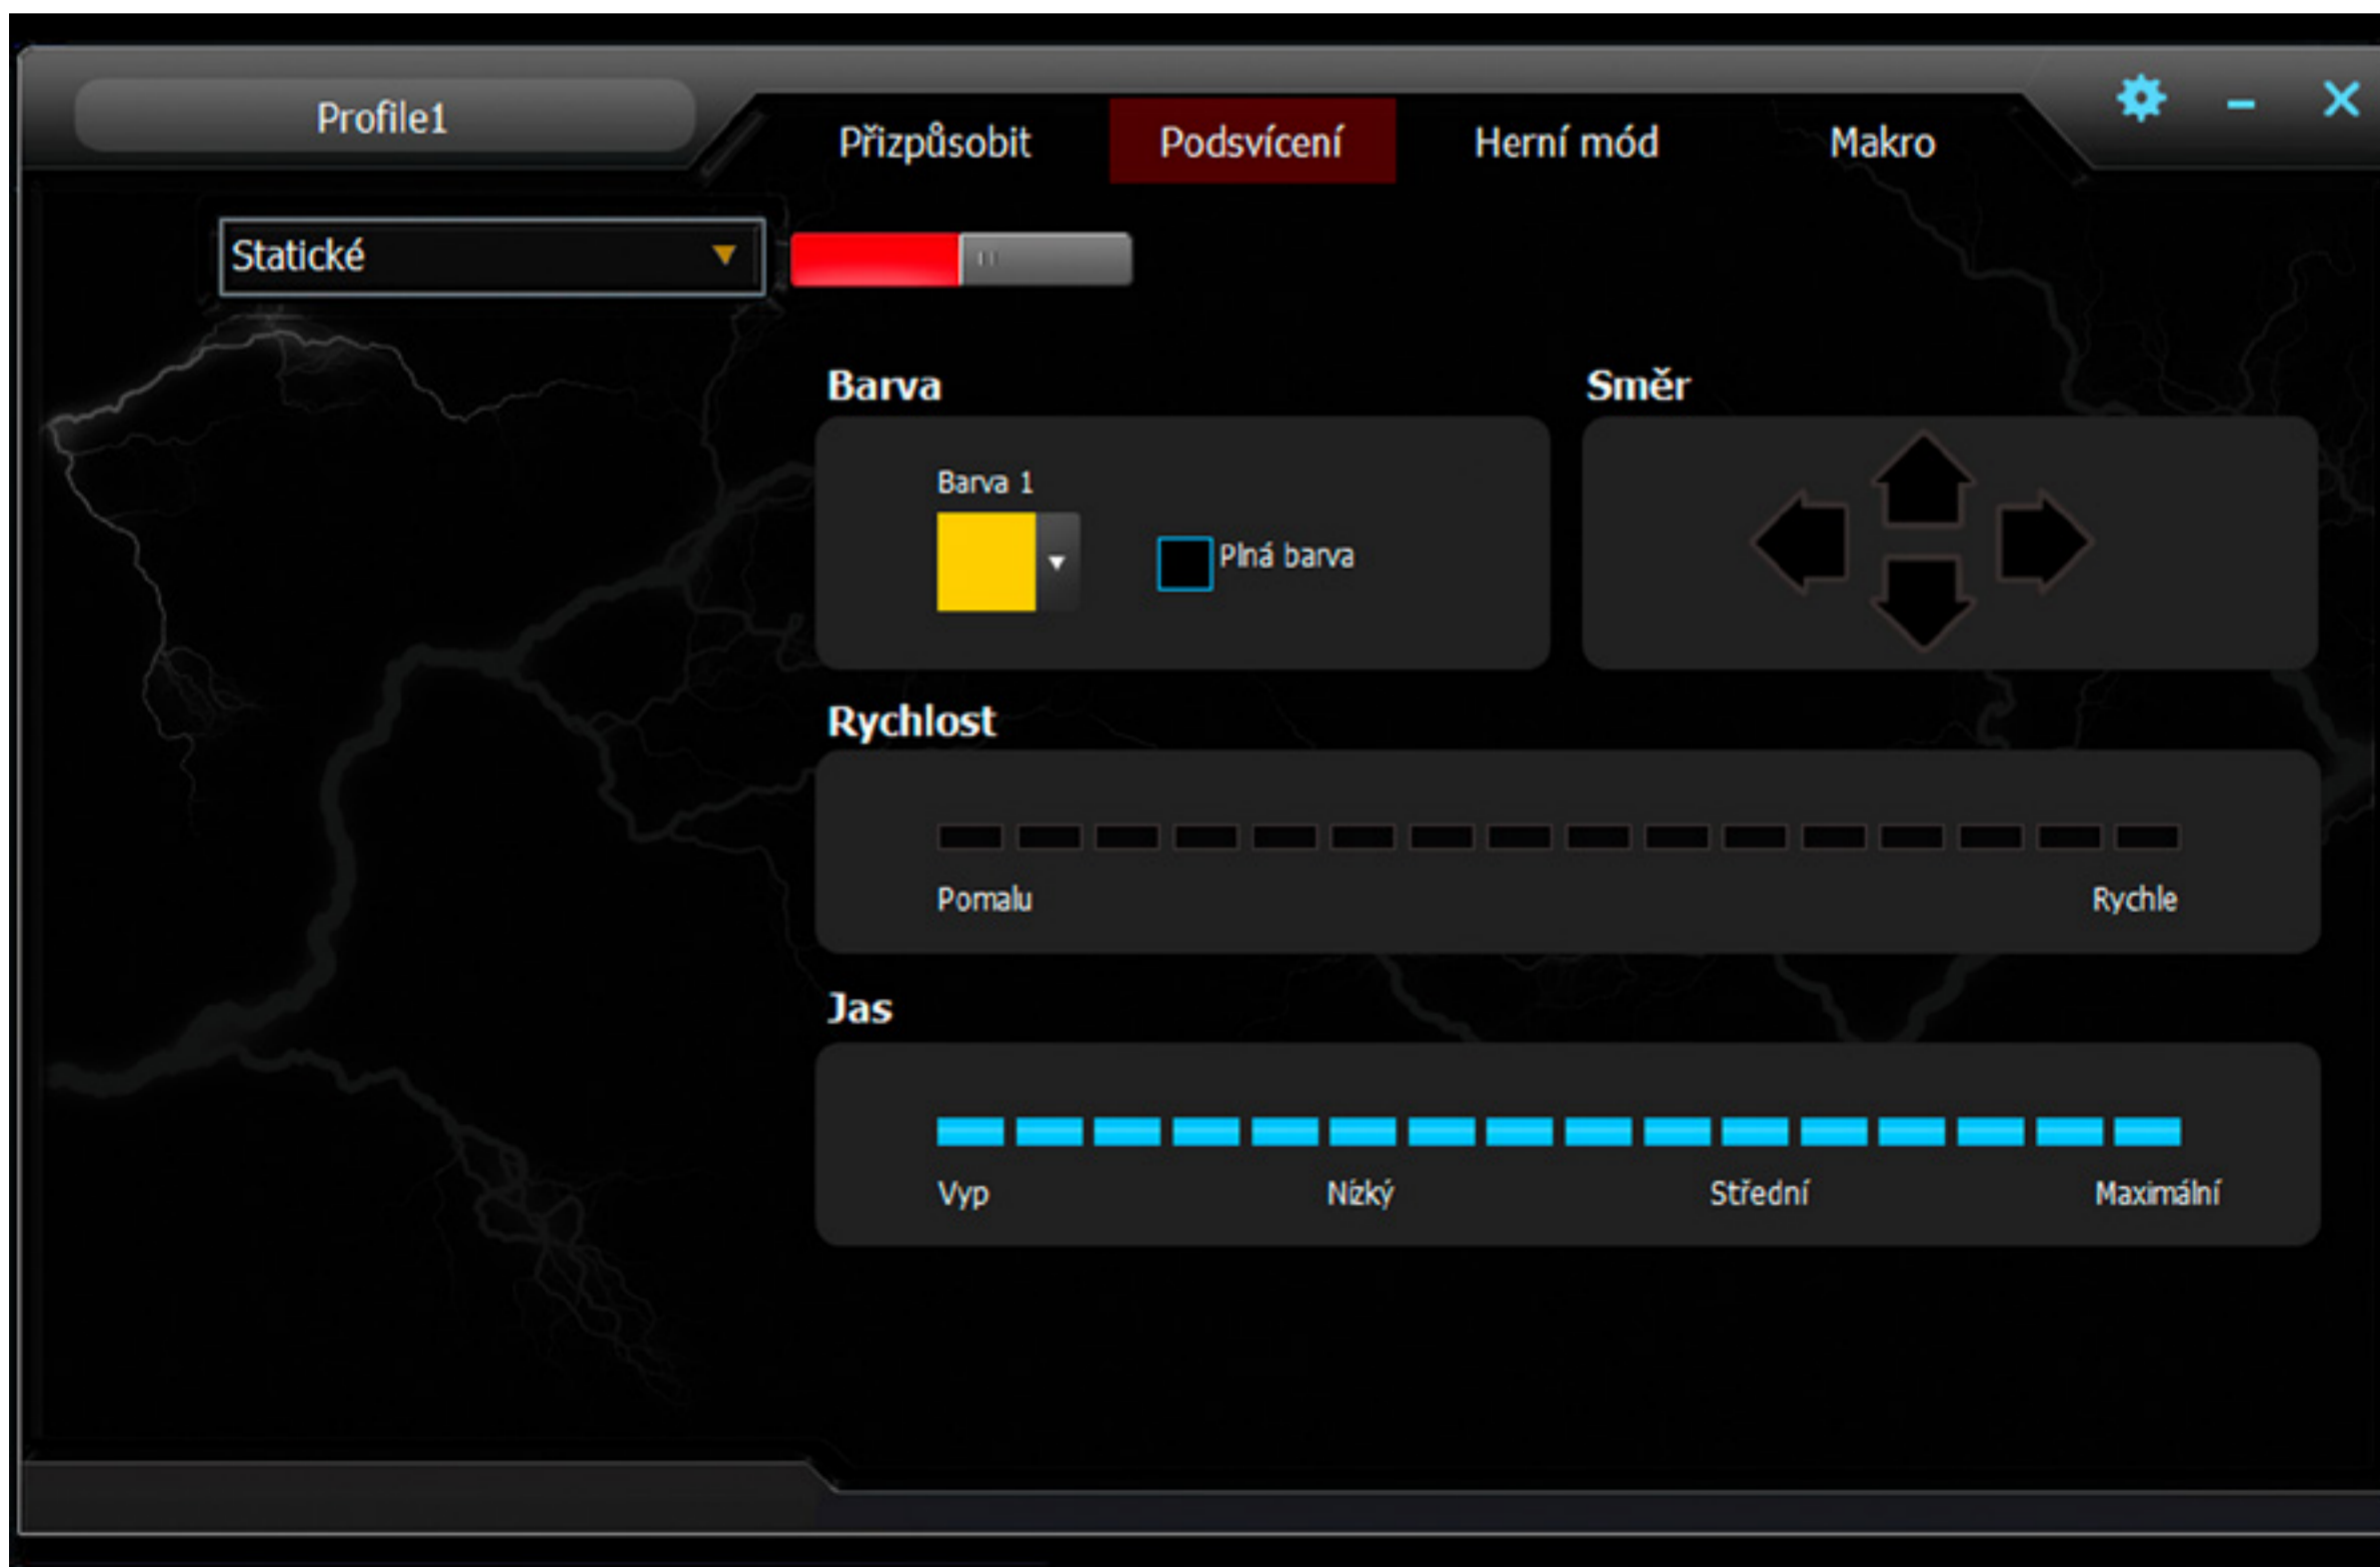 Profile1
Přizpůsobit
Podsvícení
Herní mód
Makro
Statické
Barva
Směr
Barva 1
Plná barva
Rychlost
Pomalu
Rychle
Jas
Vyp
Nízký
Střední
Maximální